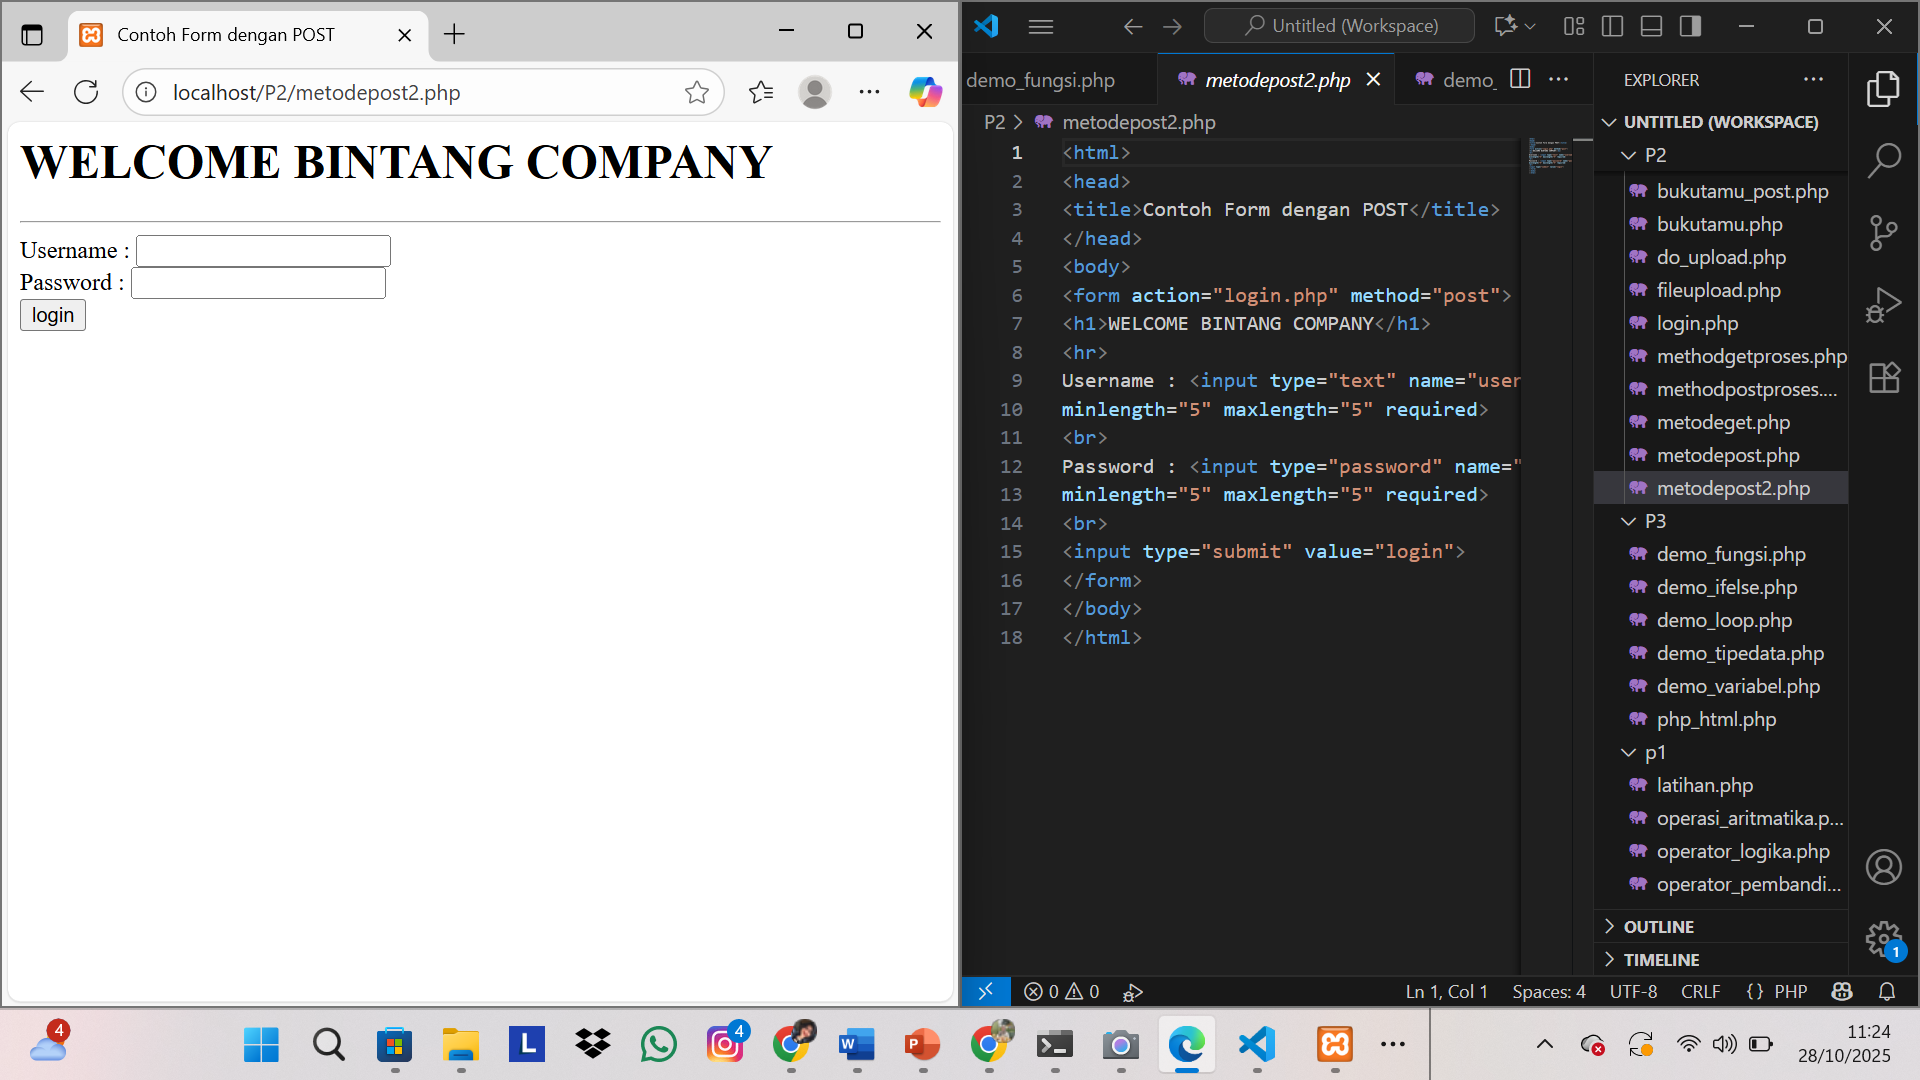 Contoh Form dengan POST
localhost/P2/metodepost2.php
WELCOME BINTANG COMPANY
Username :
Password :
login
Untitled (Workspace)
demo_fungsi.php
metodepost2.php
demo_
P2 > metodepost2.php
1 <html>
2 <head>
3 <title>Contoh Form dengan POST</title>
4 </head>
5 <body>
6 <form action="login.php" method="post">
7 <h1>WELCOME BINTANG COMPANY</h1>
8 <hr>
9 Username : <input type="text" name="user
10 minlength="5" maxlength="5" required>
11 <br>
12 Password : <input type="password" name="
13 minlength="5" maxlength="5" required>
14 <br>
15 <input type="submit" value="login">
16 </form>
17 </body>
18 </html>
EXPLORER
UNTITLED (WORKSPACE)
P2
bukutamu_post.php
bukutamu.php
do_upload.php
fileupload.php
login.php
methodgetproses.php
methodpostproses....
metodeget.php
metodepost.php
metodepost2.php
P3
demo_fungsi.php
demo_ifelse.php
demo_loop.php
demo_tipedata.php
demo_variabel.php
php_html.php
p1
latihan.php
operasi_aritmatika.p...
operator_logika.php
operator_pembandi...
OUTLINE
TIMELINE
1
0 0
Ln 1, Col 1 Spaces: 4 UTF-8 CRLF {} PHP
4
L
4
W
P
11:24
28/10/2025